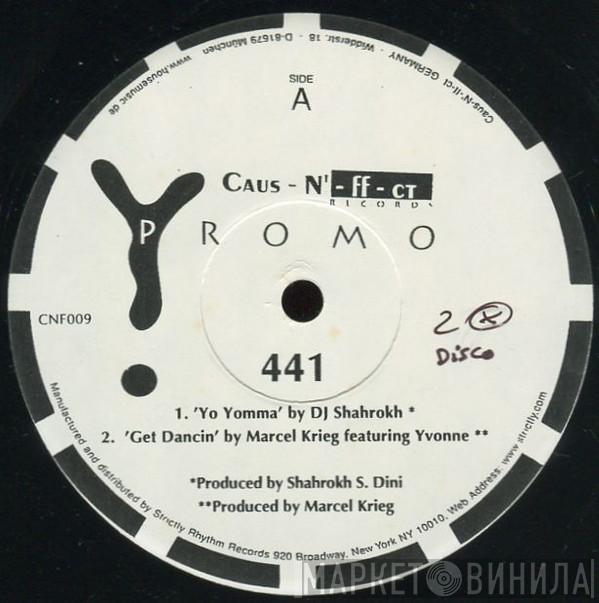 Caus-N'-ff-ct GERMANY - Widderstr. 18 - D-81679 München
www.housemusic de
SIDE
A
CAUS - N' - ff - CT
RECORDS
PROMO
CNF009
2 X
Disco
441
1. 'Yo Yomma' by DJ Shahrokh *
2. 'Get Dancin' by Marcel Krieg featuring Yvonne **
*Produced by Shahrokh S. Dini
**Produced by Marcel Krieg
Manufactured and distributed by Strictly Rhythm Records 920 Broadway. New York NY 10010. Web Address: www.strictly.com
МАРКЕТ ВИНИЛА